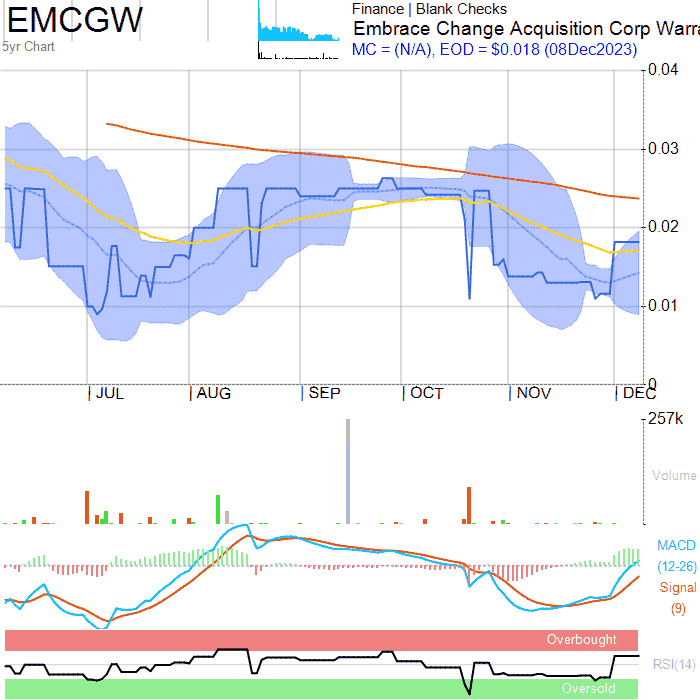 EMCGW
5yr Chart
Finance | Blank Checks
Embrace Change Acquisition Corp Warra
MC = (N/A), EOD = $0.018 (08Dec2023)
0.04
0.03
0.02
0.01
0
JUL AUG SEP OCT NOV DEC
257k
Volume
MACD
(12-26)
Signal
(9)
Overbought
RSI(14)
Oversold